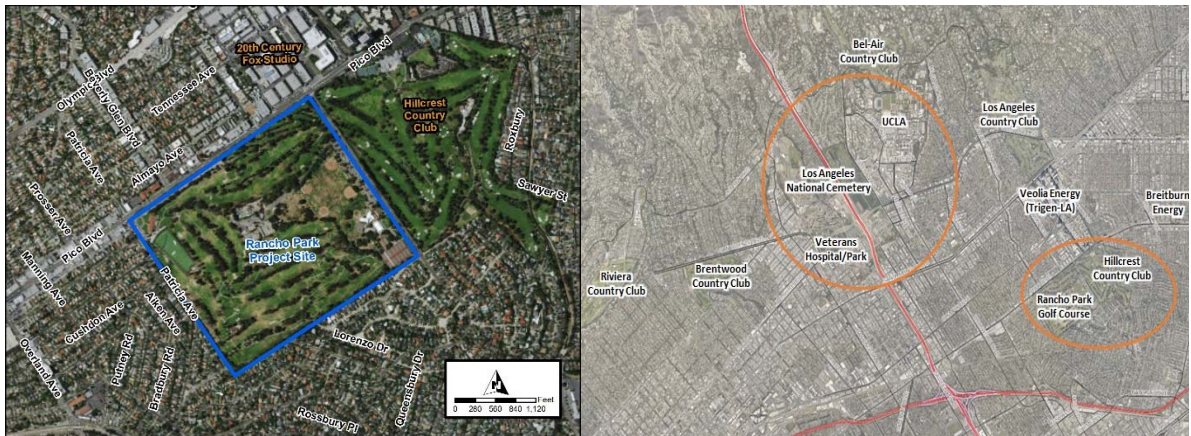 20th Century
Fox Studio
Pico Blvd
Olympic Blvd
Beverly Glen Blvd
Tennessee Ave
Hillcrest
Country
Club
Patricia Ave
Roxbury
Almayo Ave
Prosser Ave
Sawyer St
Pico Blvd
Rancho Park
Project Site
Manning Ave
Patricia Ave
Aiken Ave
Cushdon Ave
Lorenzo Dr
Putney Rd
Overland Ave
Bradbury Rd
Queensbury Dr
Rossbury Pl
N
Feet
0 280 560 840 1,120
Bel-Air
Country Club
UCLA
Los Angeles
Country Club
Los Angeles
National Cemetery
Veolia Energy
(Trigen-LA)
Breitburn
Energy
Veterans
Hospital/Park
Riviera
Country Club
Brentwood
Country Club
Hillcrest
Country Club
Rancho Park
Golf Course